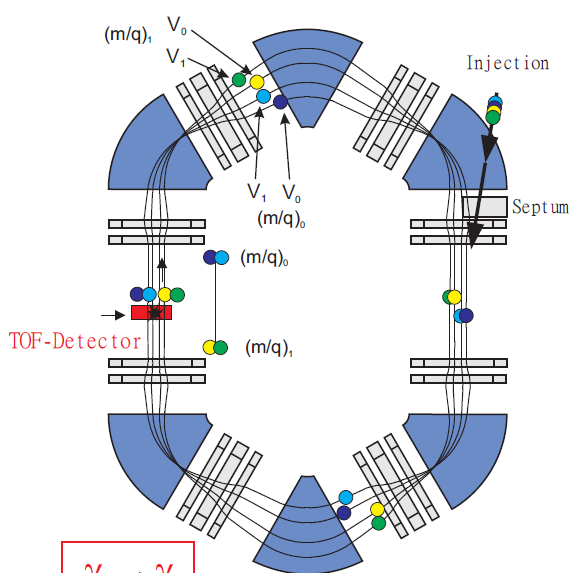 (m/q)₁ V₀
V₁
Injection
V₁ V₀
(m/q)₀
Septum
(m/q)₀
TOF-Detector
(m/q)₁